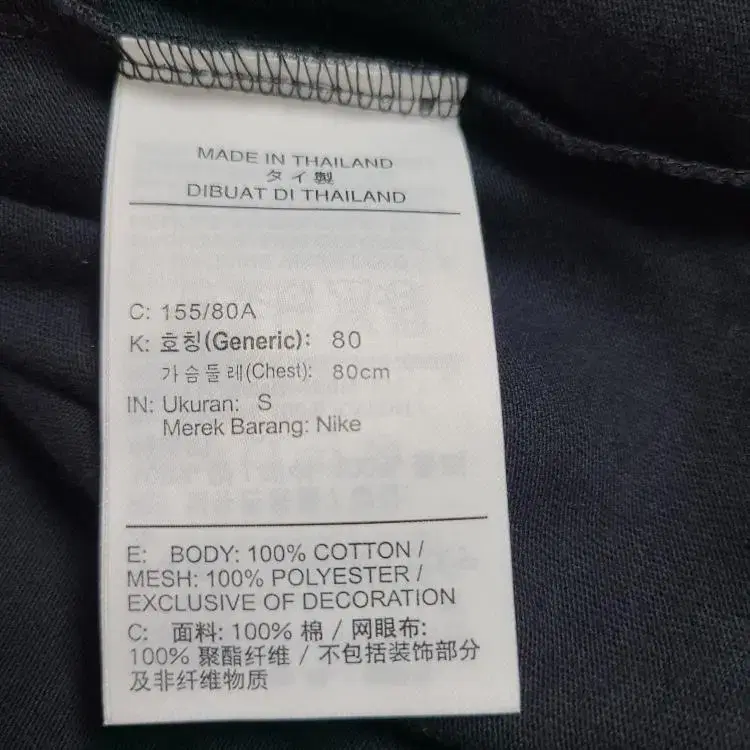 MADE IN THAILAND
タイ製
DIBUAT DI THAILAND
C: 155/80A
K: 호칭(Generic): 80
가슴둘레(Chest): 80cm
IN: Ukuran: S
Merek Barang: Nike
E: BODY: 100% COTTON /
MESH: 100% POLYESTER /
EXCLUSIVE OF DECORATION
C: 面料: 100% 棉 / 网眼布:
100% 聚酯纤维 / 不包括装饰部分
及非纤维物质